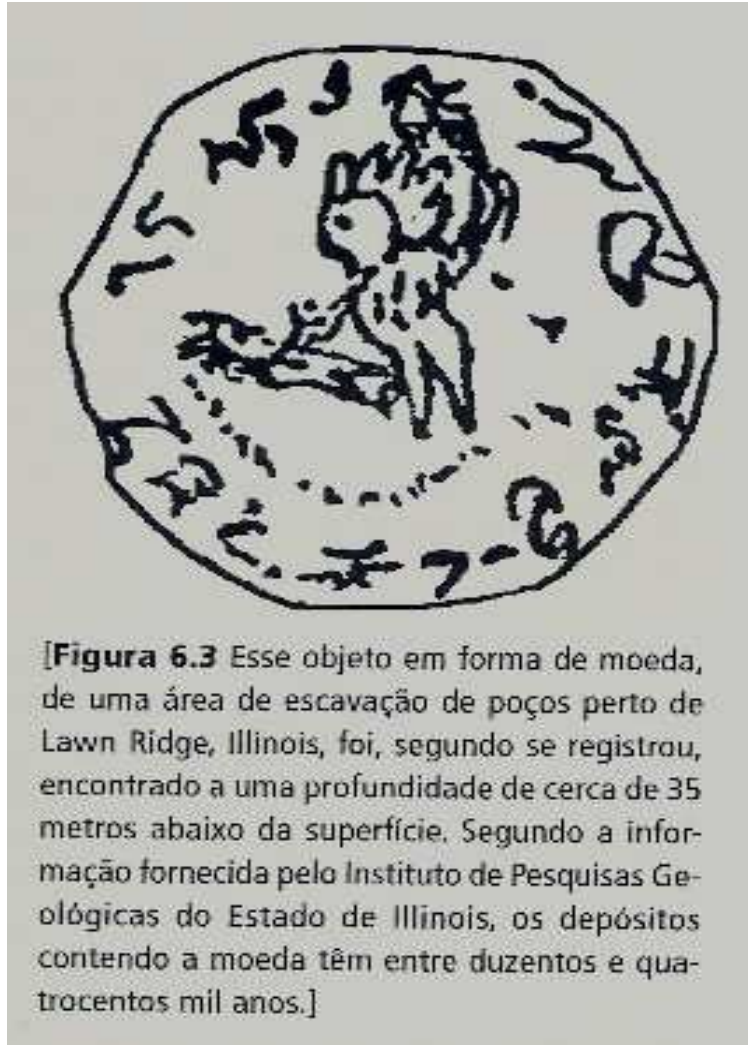 [Figura 6.3 Esse objeto em forma de moeda,
de uma área de escavação de poços perto de
Lawn Ridge, Illinois, foi, segundo se registrou,
encontrado a uma profundidade de cerca de 35
metros abaixo da superfície. Segundo a infor-
mação fornecida pelo Instituto de Pesquisas Ge-
ológicas do Estado de Illinois, os depósitos
contendo a moeda têm entre duzentos e qua-
trocentos mil anos.]